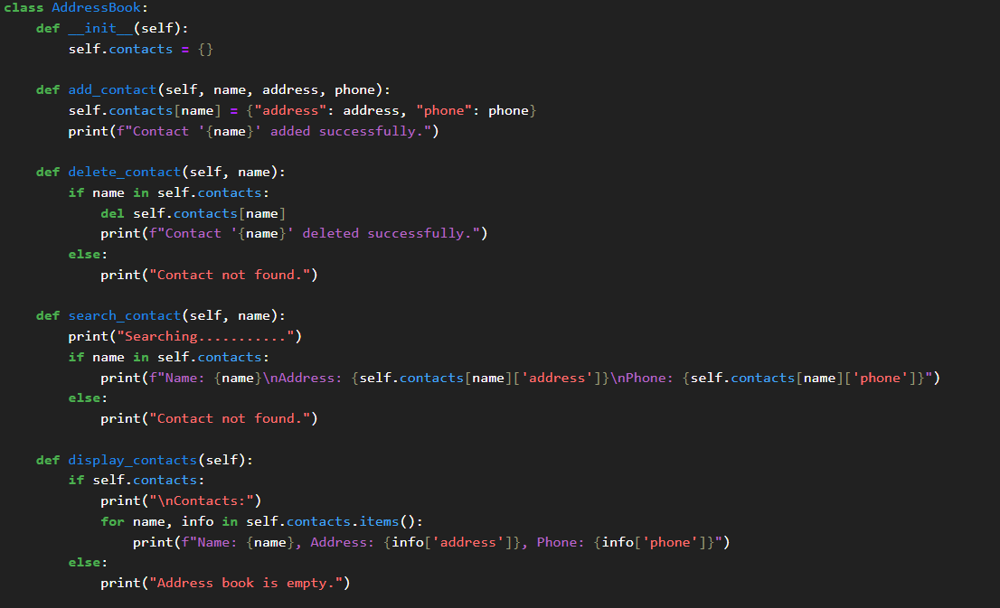 class AddressBook:
    def __init__(self):
        self.contacts = {}

    def add_contact(self, name, address, phone):
        self.contacts[name] = {"address": address, "phone": phone}
        print(f"Contact '{name}' added successfully.")

    def delete_contact(self, name):
        if name in self.contacts:
            del self.contacts[name]
            print(f"Contact '{name}' deleted successfully.")
        else:
            print("Contact not found.")

    def search_contact(self, name):
        print("Searching...........")
        if name in self.contacts:
            print(f"Name: {name}\nAddress: {self.contacts[name]['address']}\nPhone: {self.contacts[name]['phone']}")
        else:
            print("Contact not found.")

    def display_contacts(self):
        if self.contacts:
            print("\nContacts:")
            for name, info in self.contacts.items():
                print(f"Name: {name}, Address: {info['address']}, Phone: {info['phone']}")
        else:
            print("Address book is empty.")